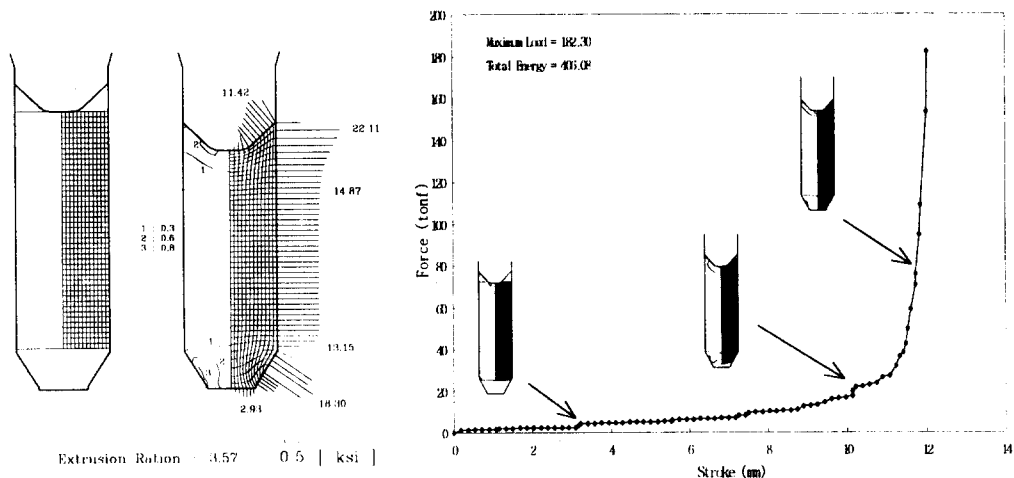 11.42
22.11
2
1
14.87
1 : 0.3
2 : 0.6
3 : 0.8
1
2
3
13.15
18.30
2.93
Extrusion Ration : 3.57 0.5 [ ksi ]
Maximum Load = 182.30
Total Energy = 406.08
Force (tonf)
200
180
160
140
120
100
80
60
40
20
0
0 2 4 6 8 10 12 14
Stroke (mm)